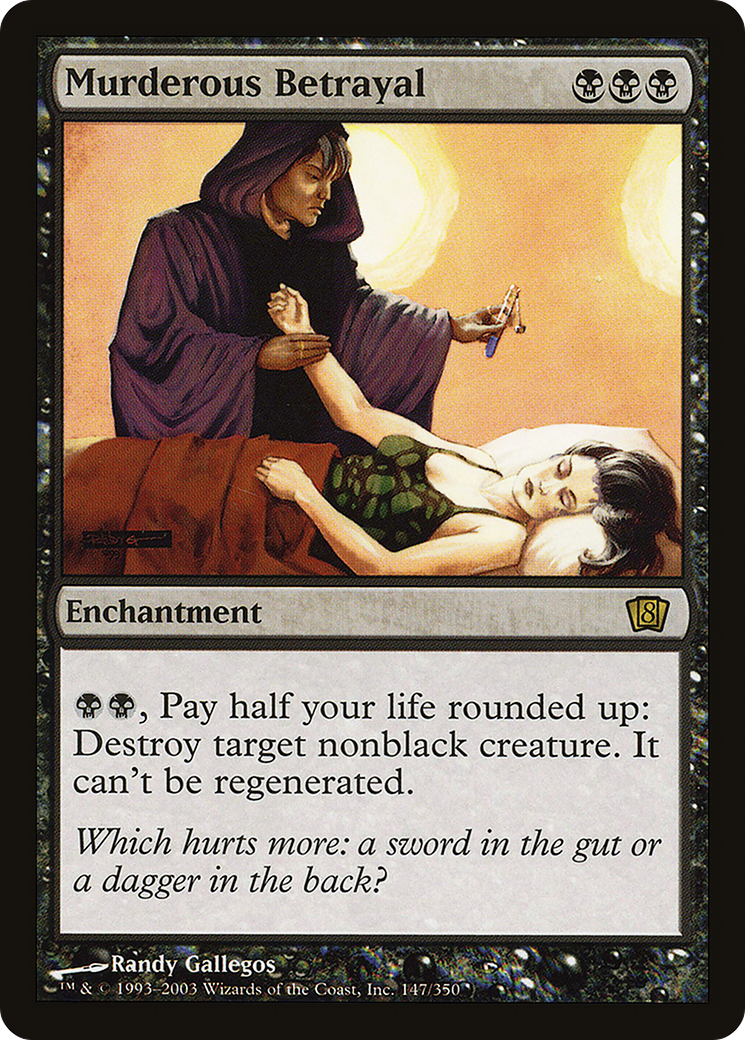 Murderous Betrayal
Enchantment
8
, Pay half your life rounded up:
Destroy target nonblack creature. It
can't be regenerated.
Which hurts more: a sword in the gut or
a dagger in the back?
Randy Gallegos
™ & © 1993–2003 Wizards of the Coast, Inc. 147/350